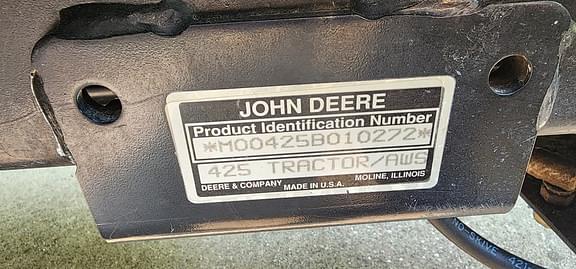 JOHN DEERE
Product Identification Number
*M00425B010272*
425 TRACTOR/AWS
DEERE & COMPANY MADE IN U.S.A. MOLINE, ILLINOIS